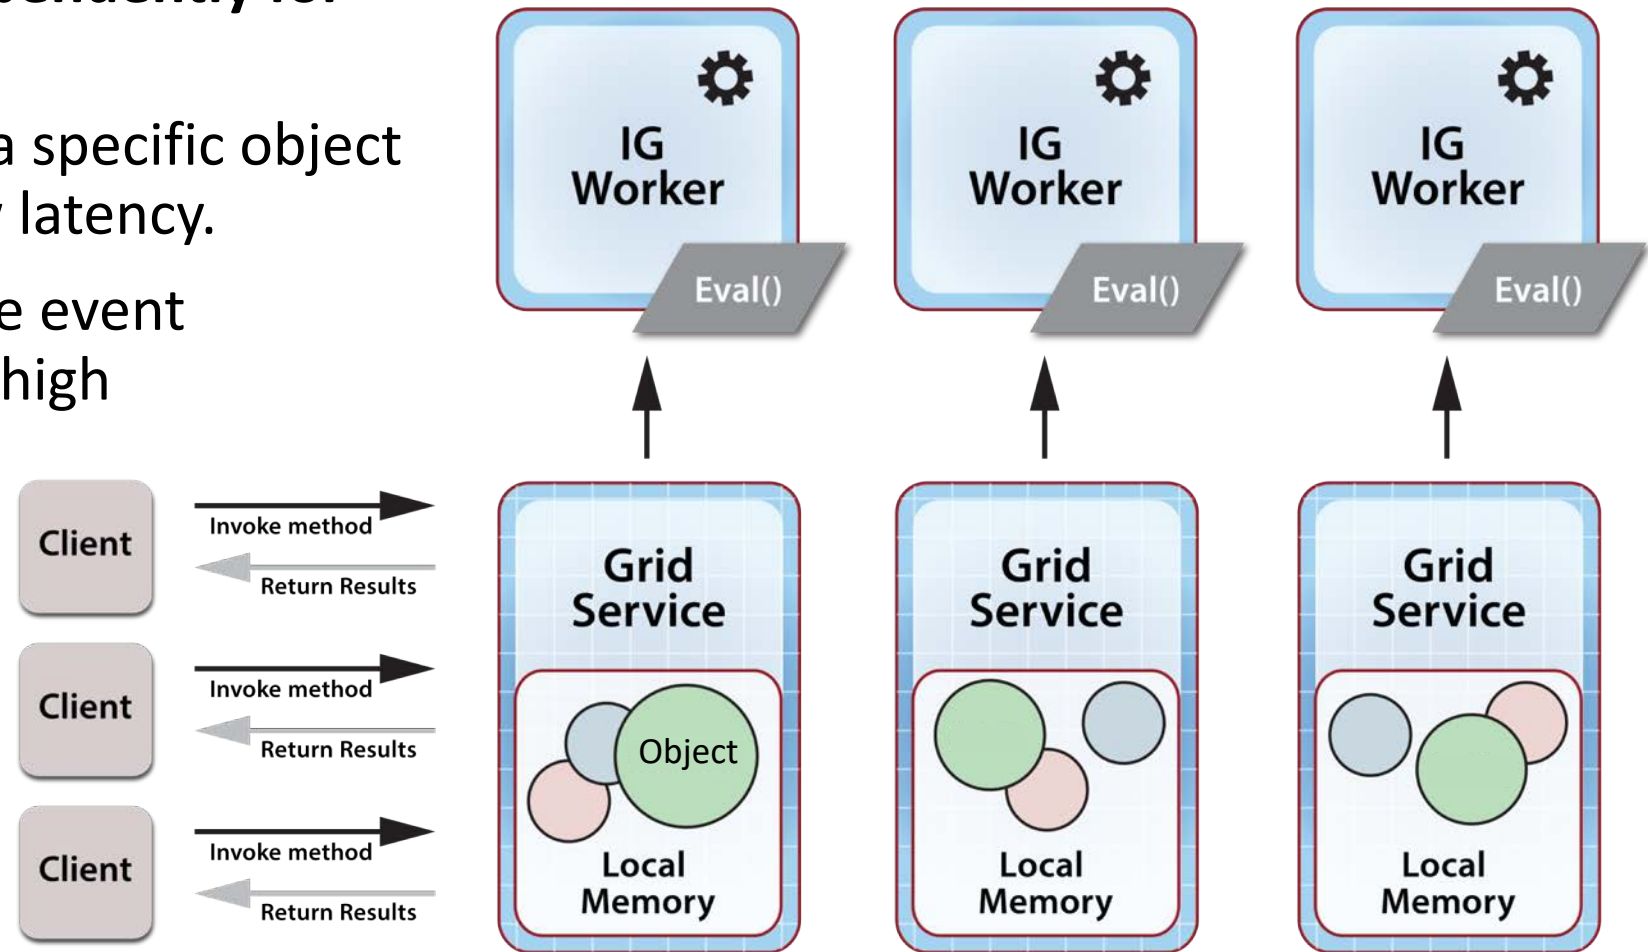 for
a specific object
latency.
e event
high
IG
Worker
Eval()
IG
Worker
Eval()
IG
Worker
Eval()
Client
Invoke method
Return Results
Client
Invoke method
Return Results
Client
Invoke method
Return Results
Grid
Service
Object
Local
Memory
Grid
Service
Local
Memory
Grid
Service
Local
Memory